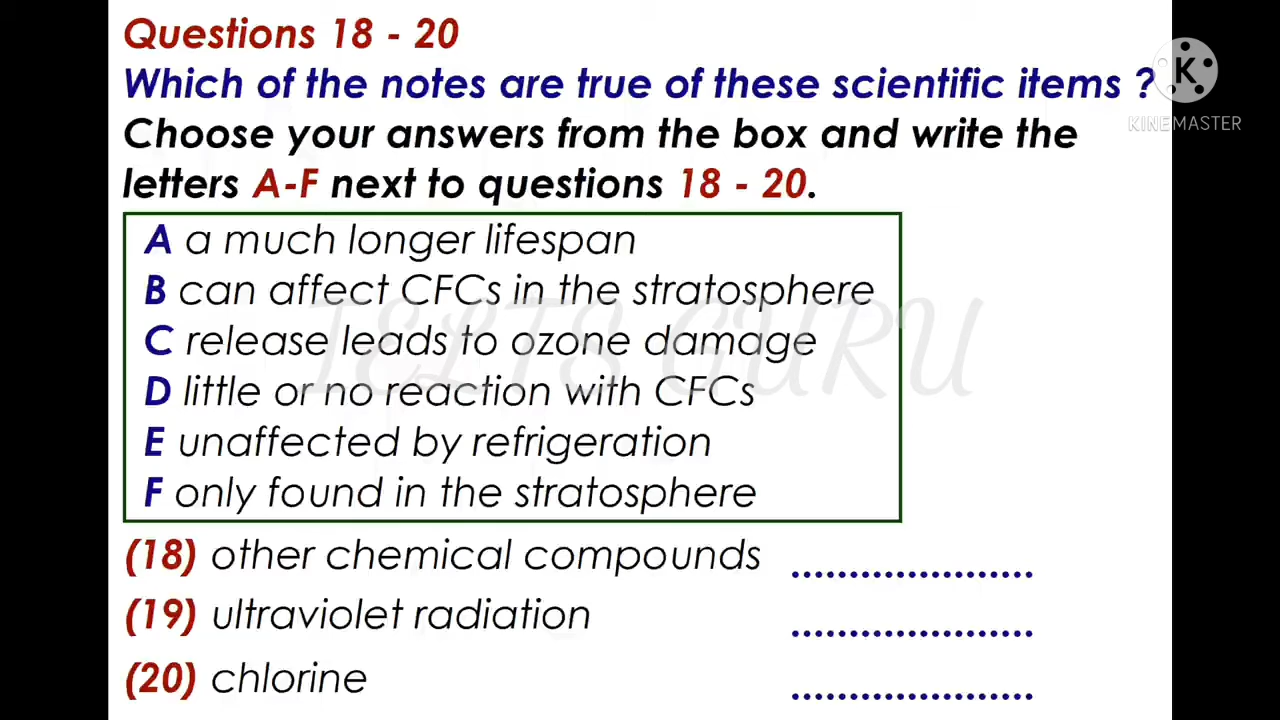 Questions 18 - 20
Which of the notes are true of these scientific items ?
Choose your answers from the box and write the
letters A-F next to questions 18 - 20.
A a much longer lifespan
B can affect CFCs in the stratosphere
C release leads to ozone damage
D little or no reaction with CFCs
E unaffected by refrigeration
F only found in the stratosphere
(18) other chemical compounds .....................
(19) ultraviolet radiation .....................
(20) chlorine .....................
K
KINEMASTER
IELTS GURU